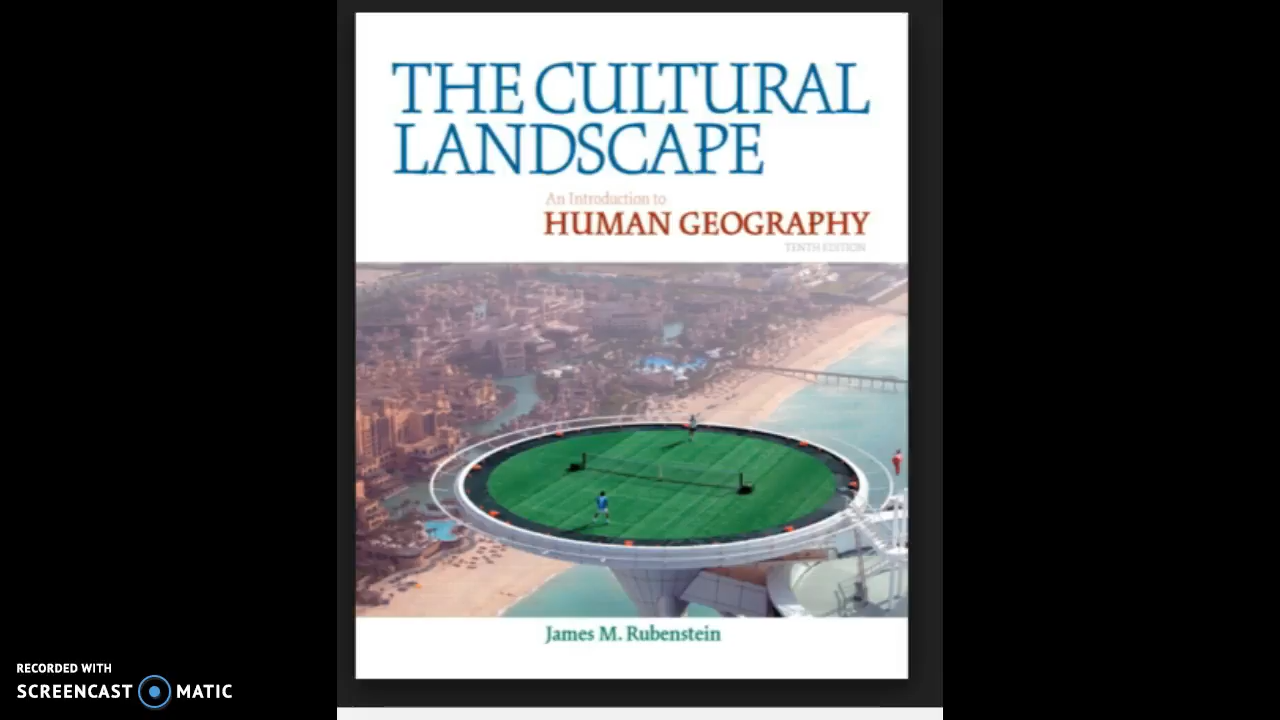 THE CULTURAL
LANDSCAPE
An Introduction to
HUMAN GEOGRAPHY
TENTH EDITION
James M. Rubenstein
RECORDED WITH
SCREENCAST MATIC